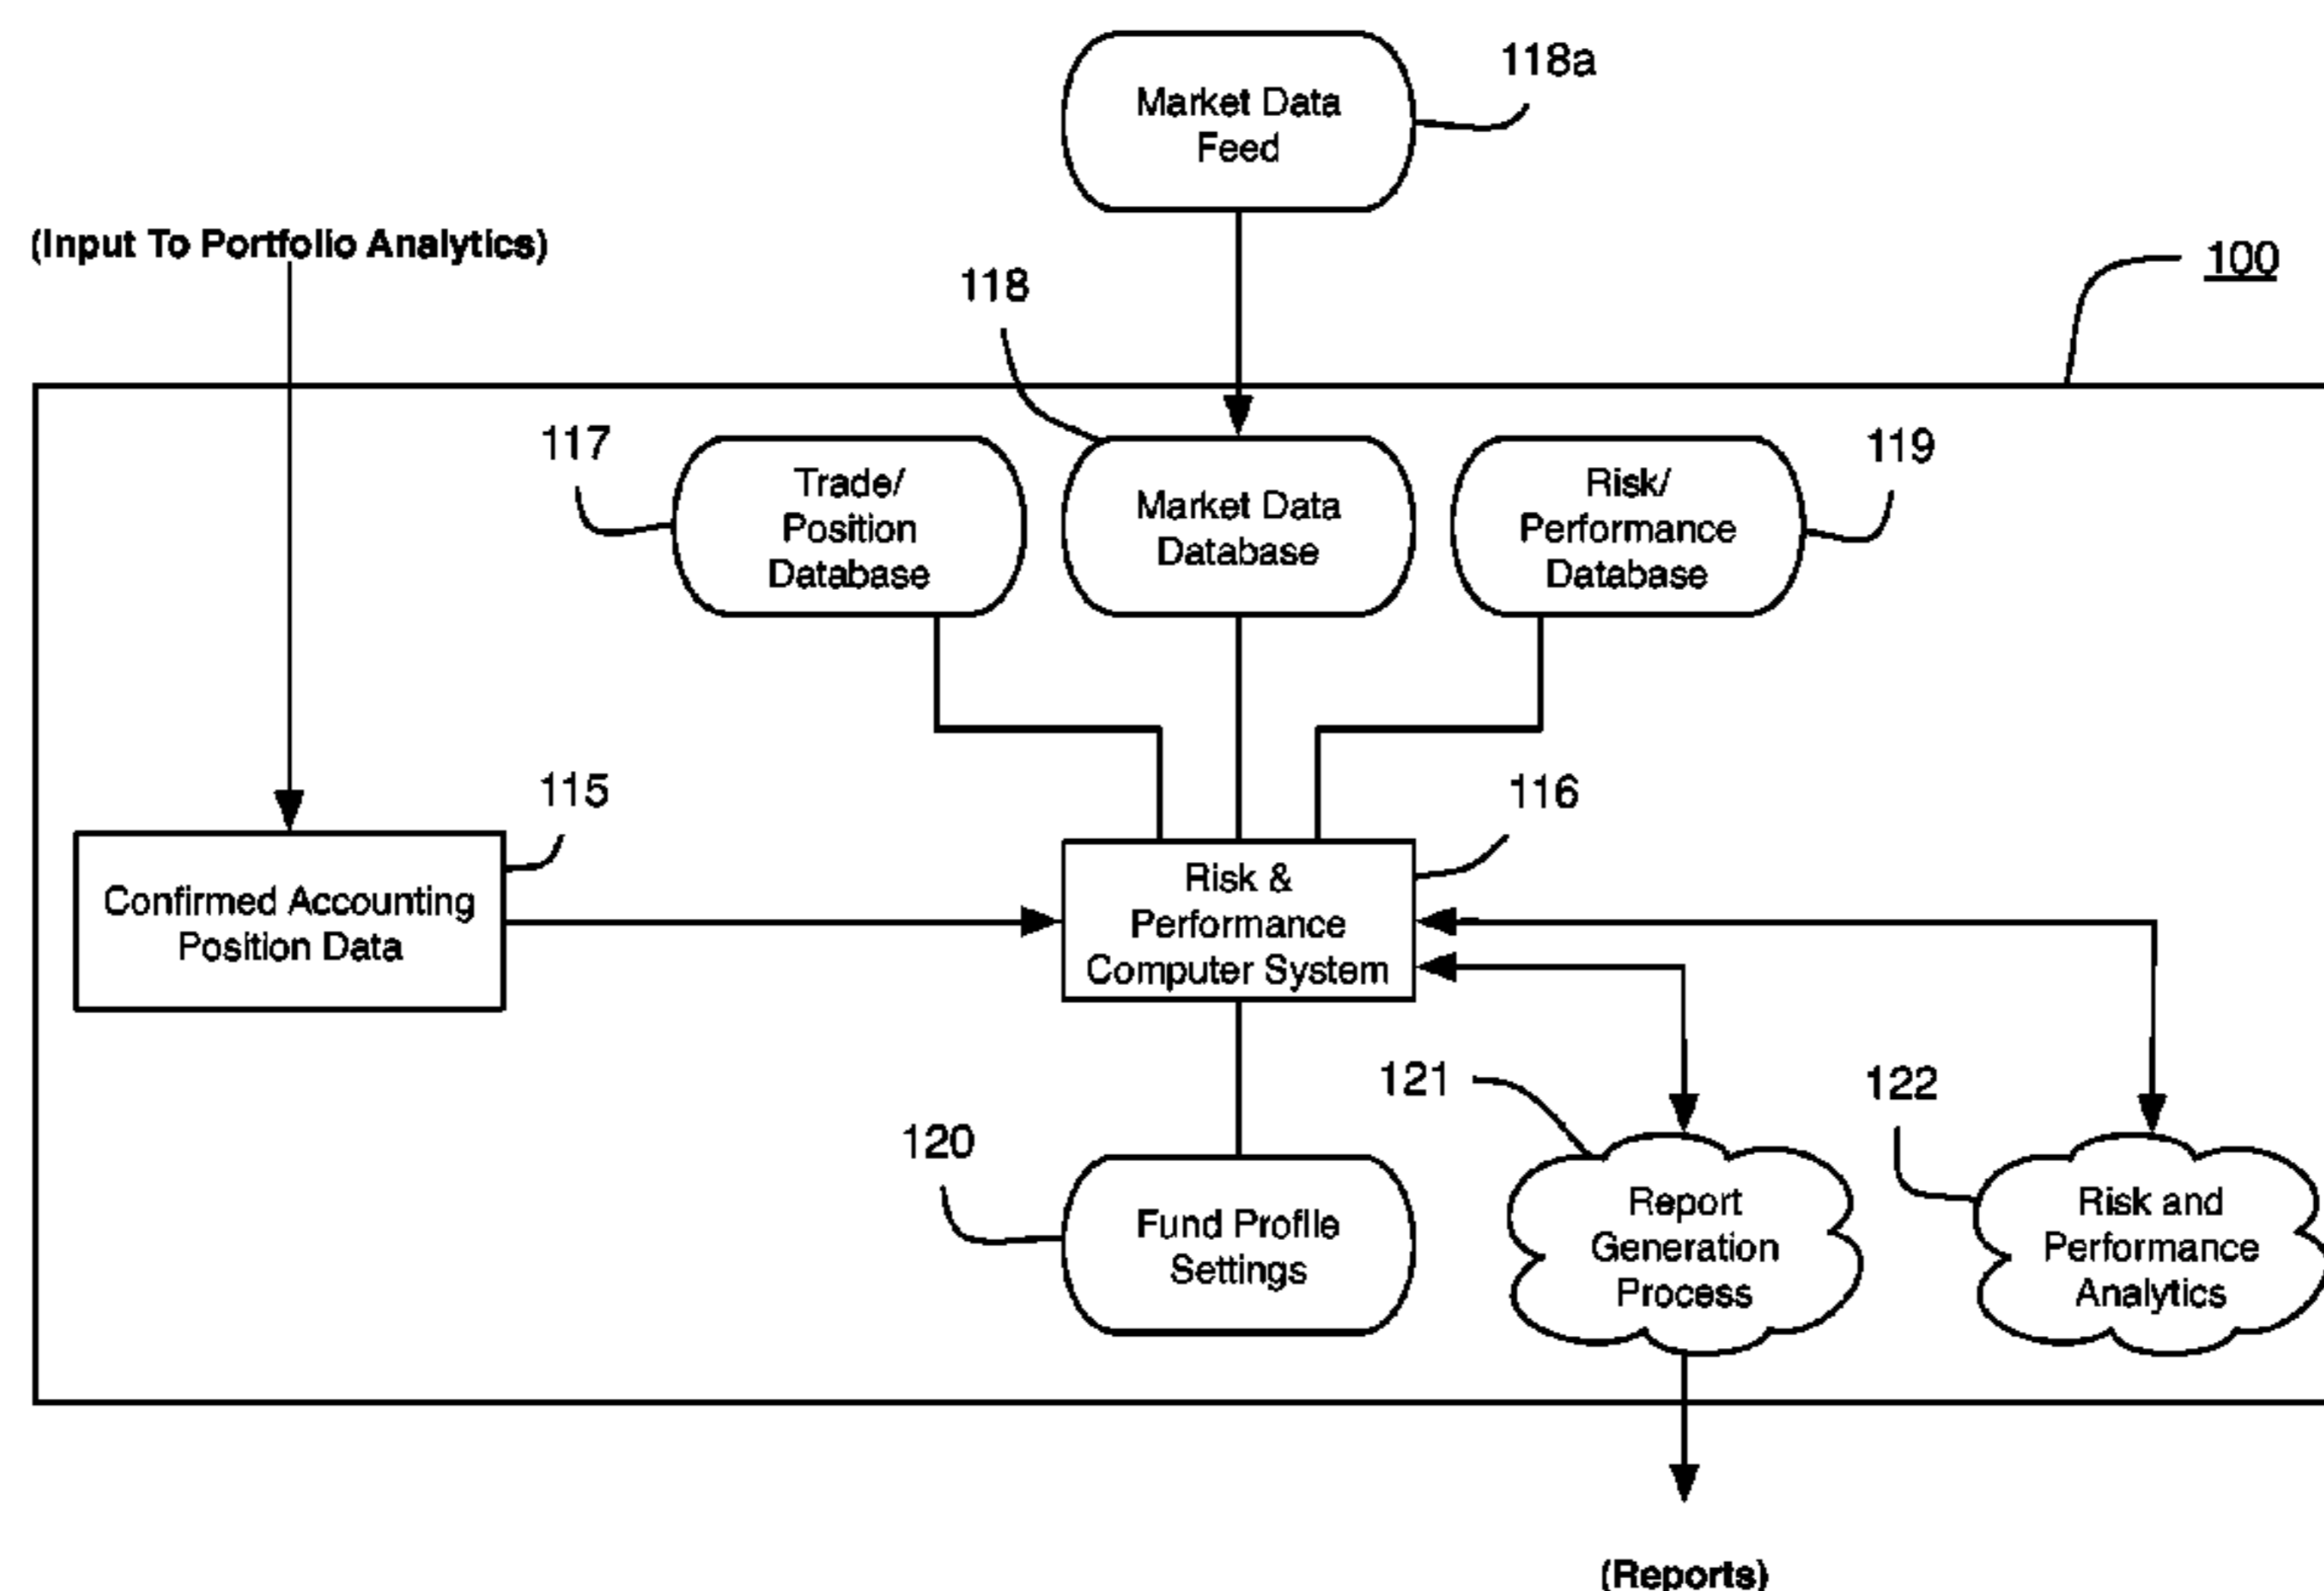 118a
Market Data
Feed
(Input To Portfolio Analytics)
100
118
117
119
Trade/
Position
Database
Market Data
Database
Risk/
Performance
Database
115
116
Confirmed Accounting
Position Data
Risk &
Performance
Computer System
121
122
120
Fund Profile
Settings
Report
Generation
Process
Risk and
Performance
Analytics
(Reports)